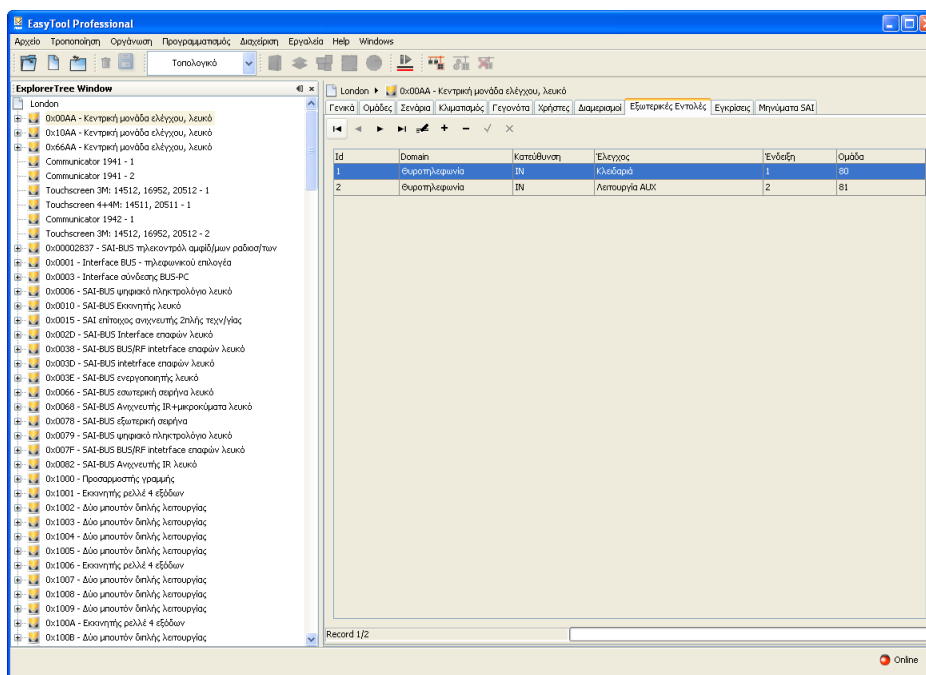 EasyTool Professional
Αρχείο Τροποποίηση Οργάνωση Προγραμματισμός Διαχείριση Εργαλεία Help Windows
Τοπολογικό
ExplorerTree Window
London
0x00AA - Κεντρική μονάδα ελέγχου, λευκό
0x10AA - Κεντρική μονάδα ελέγχου, λευκό
0x66AA - Κεντρική μονάδα ελέγχου, λευκό
Communicator 1941 - 1
Communicator 1941 - 2
Touchscreen 3M: 14512, 16952, 20512 - 1
Touchscreen 4+4M: 14511, 20511 - 1
Communicator 1942 - 1
Touchscreen 3M: 14512, 16952, 20512 - 2
0x00002837 - SAI-BUS τηλεκοντρόλ αμφίδ/μων ραδιοσ/των
0x0001 - Interface BUS - τηλεφωνικού επιλογέα
0x0003 - Interface σύνδεσης BUS-PC
0x0006 - SAI-BUS ψηφιακό πληκτρολόγιο λευκό
0x0010 - SAI-BUS Εκκινητής λευκό
0x0015 - SAI επίτοιχος ανιχνευτής 2πλής τεχν/γίας
0x002D - SAI-BUS Interface επαφών λευκό
0x0038 - SAI-BUS BUS/RF intetrface επαφών λευκό
0x003D - SAI-BUS intetrface επαφών λευκό
0x003E - SAI-BUS ενεργοποιητής λευκό
0x0066 - SAI-BUS εσωτερική σειρήνα λευκό
0x0068 - SAI-BUS Ανιχνευτής IR+μικροκύματα λευκό
0x0078 - SAI-BUS εξωτερική σειρήνα
0x0079 - SAI-BUS ψηφιακό πληκτρολόγιο λευκό
0x007F - SAI-BUS BUS/RF intetrface επαφών λευκό
0x0082 - SAI-BUS Ανιχνευτής IR λευκό
0x1000 - Προσαρμοστής γραμμής
0x1001 - Εκκινητής ρελλέ 4 εξόδων
0x1002 - Δύο μπουτόν διπλής λειτουργίας
0x1003 - Δύο μπουτόν διπλής λειτουργίας
0x1004 - Δύο μπουτόν διπλής λειτουργίας
0x1005 - Δύο μπουτόν διπλής λειτουργίας
0x1006 - Εκκινητής ρελλέ 4 εξόδων
0x1007 - Δύο μπουτόν διπλής λειτουργίας
0x1008 - Δύο μπουτόν διπλής λειτουργίας
0x1009 - Δύο μπουτόν διπλής λειτουργίας
0x100A - Εκκινητής ρελλέ 4 εξόδων
0x100B - Δύο μπουτόν διπλής λειτουργίας
London 0x00AA - Κεντρική μονάδα ελέγχου, λευκό
Γενικά Ομάδες Σενάρια Κλιματισμός Γεγονότα Χρήστες Διαμερισμοί Εξωτερικές Εντολές Εγκρίσεις Μηνύματα SAI
Id Domain Κατεύθυνση Έλεγχος Ένδειξη Ομάδα
1 Θυροτηλεφωνία IN Κλειδαριά 1 80
2 Θυροτηλεφωνία IN Λειτουργία AUX 2 81
Record 1/2
Online